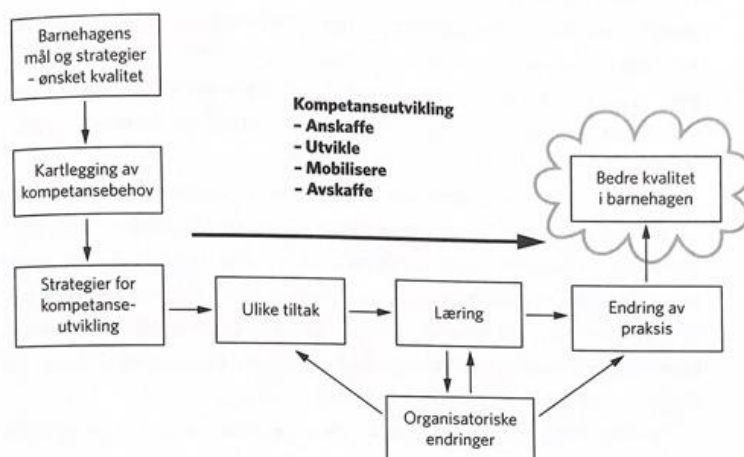 Barnehagens
mål og strategier
– ønsket kvalitet
Kompetanseutvikling
– Anskaffe
– Utvikle
– Mobilisere
– Avskaffe
Kartlegging av
kompetansebehov
Bedre kvalitet
i barnehagen
Strategier for
kompetanse-
utvikling
Ulike tiltak
Læring
Endring av
praksis
Organisatoriske
endringer